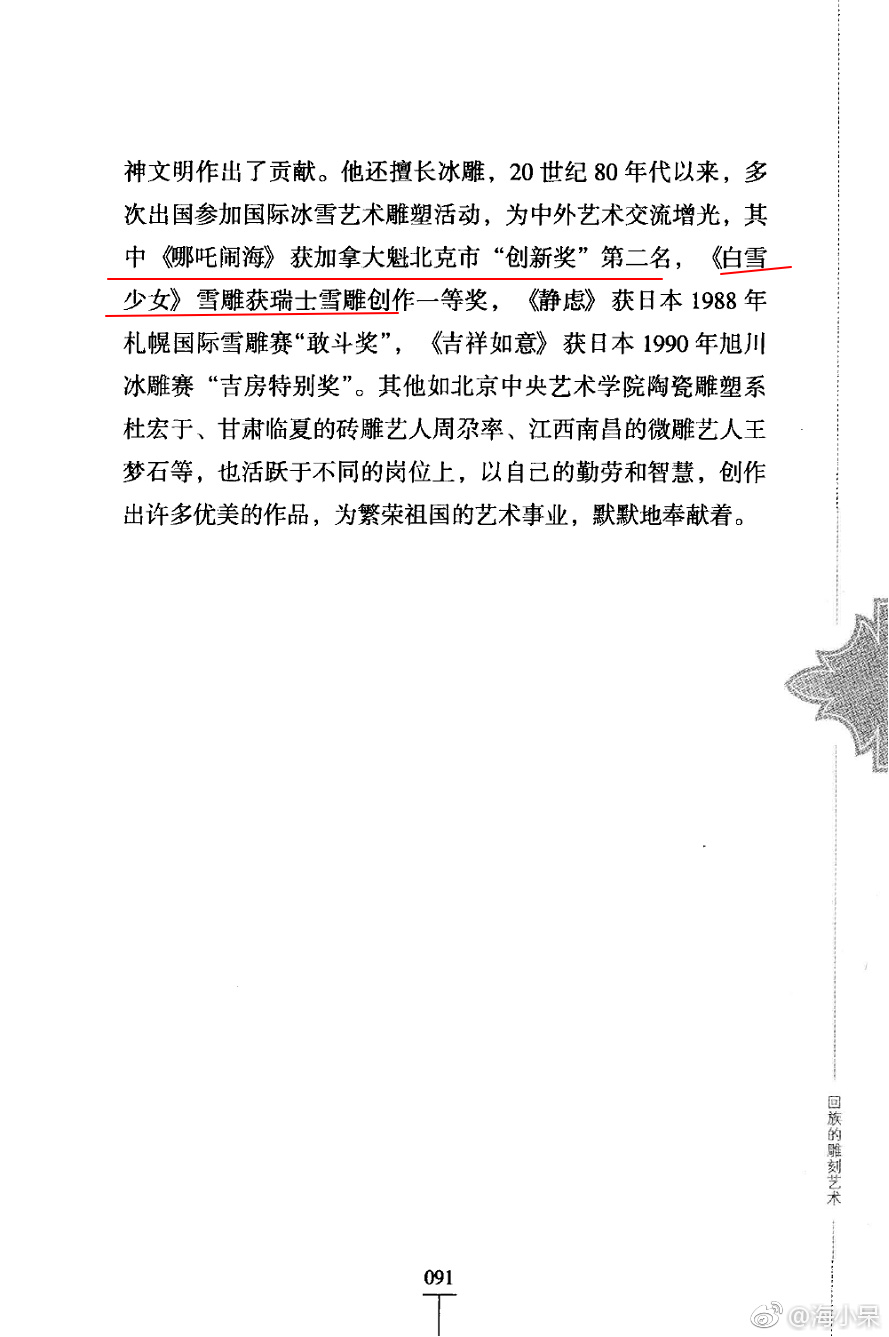 神文明作出了贡献。他还擅长冰雕，20 世纪 80 年代以来，多
次出国参加国际冰雪艺术雕塑活动，为中外艺术交流增光，其
中《哪吒闹海》获加拿大魁北克市“创新奖”第二名，《白雪
少女》雪雕获瑞士雪雕创作一等奖，《静虑》获日本 1988 年
札幌国际雪雕赛“敢斗奖”，《吉祥如意》获日本 1990 年旭川
冰雕赛“吉房特别奖”。其他如北京中央艺术学院陶瓷雕塑系
杜宏于、甘肃临夏的砖雕艺人周尕率、江西南昌的微雕艺人王
梦石等，也活跃于不同的岗位上，以自己的勤劳和智慧，创作
出许多优美的作品，为繁荣祖国的艺术事业，默默地奉献着。
回族的雕刻艺术
091
@海小呆